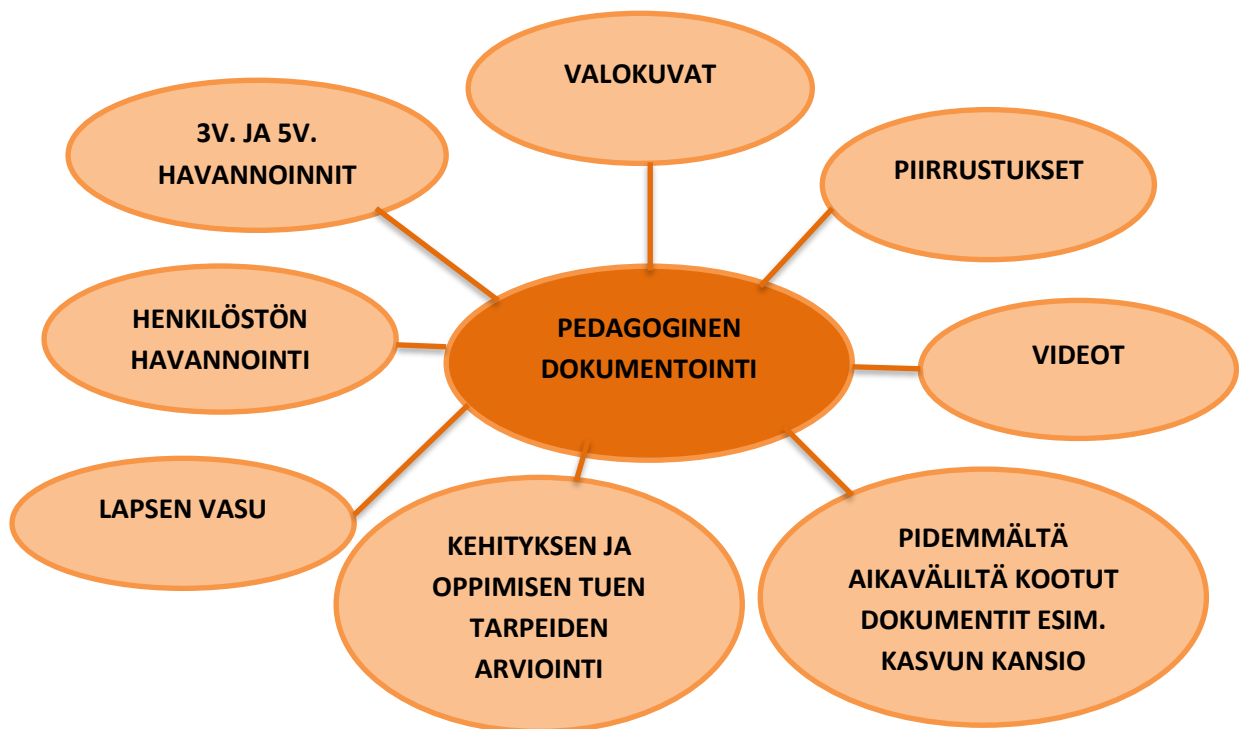 VALOKUVAT
3V. JA 5V.
HAVANNOINNIT
PIIRRUSTUKSET
HENKILÖSTÖN
HAVANNOINTI
PEDAGOGINEN
DOKUMENTOINTI
VIDEOT
LAPSEN VASU
KEHITYKSEN JA
OPPIMISEN TUEN
TARPEIDEN
ARVIOINTI
PIDEMMÄLTÄ
AIKAVÄLILTÄ KOOTUT
DOKUMENTIT ESIM.
KASVUN KANSIO